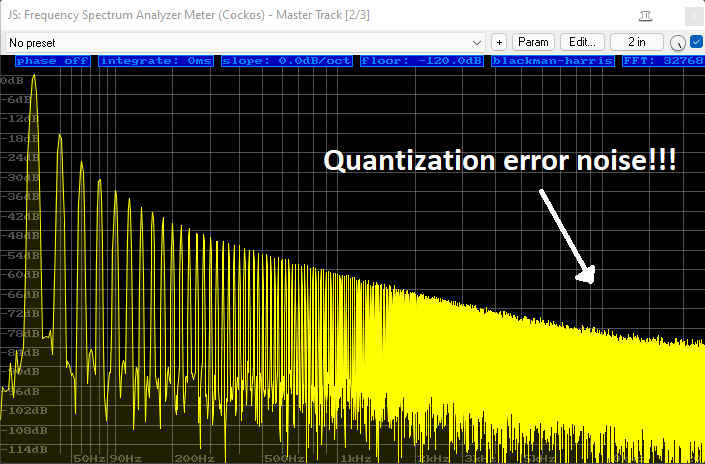 JS: Frequency Spectrum Analyzer Meter (Cockos) - Master Track [2/3]
No preset
+ Param Edit... 2 in
phase off integrate: 0ms slope: 0.0dB/oct floor: -120.0dB blackman-harris FFT: 32768
0dB
-6dB
-12dB
-18dB
-24dB
-30dB
-36dB
-42dB
-48dB
-54dB
-60dB
-66dB
-72dB
-78dB
-84dB
-90dB
-96dB
-102dB
-108dB
-114dB
Quantization error noise!!!
50Hz 90Hz 200Hz 500Hz 1kHz 2kHz 3kHz 5kHz